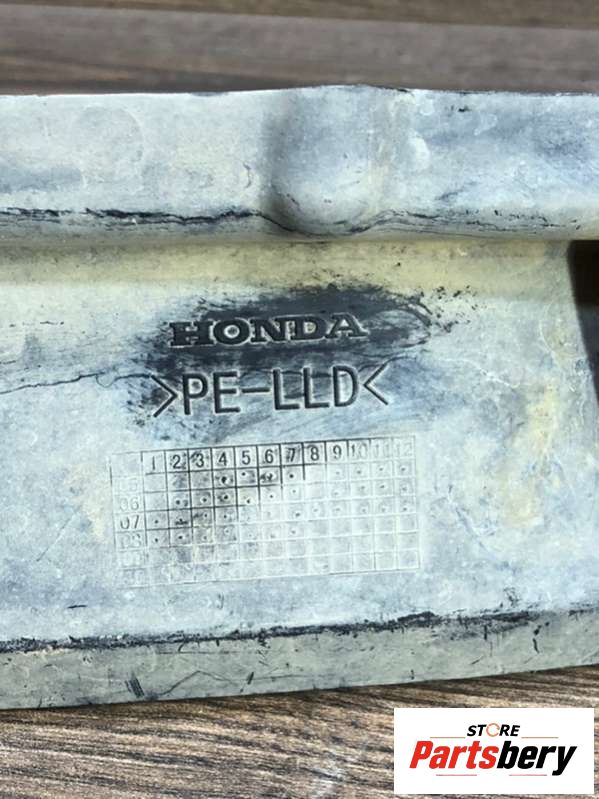 HONDA
>PE-LLD<
1 2 3 4 5 6 7 8 9 10 11 12
06
07
08
STORE
Partsbery